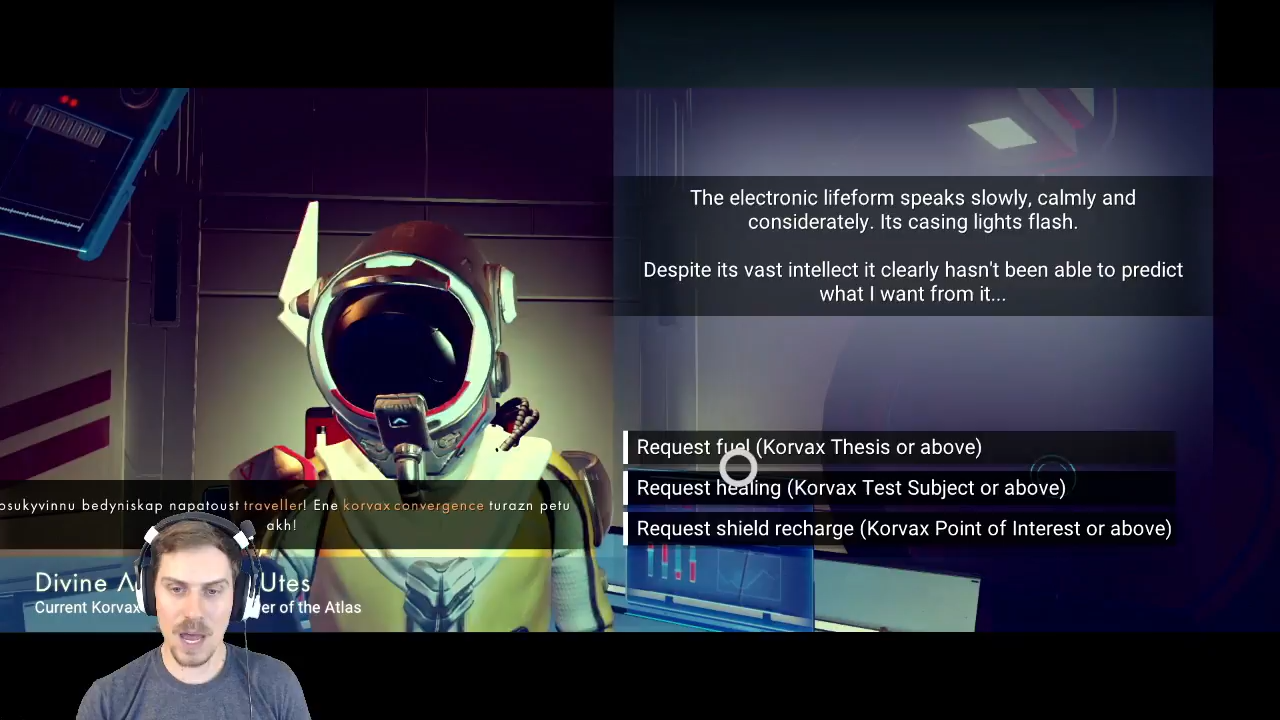 The electronic lifeform speaks slowly, calmly and
considerately. Its casing lights flash.
Despite its vast intellect it clearly hasn't been able to predict
what I want from it...
Request fuel (Korvax Thesis or above)
Request healing (Korvax Test Subject or above)
Request shield recharge (Korvax Point of Interest or above)
osukyvinnu bedyniskap napatoust traveller! Ene korvax convergence turazn petu
akh!
Divine Utes
Current Korvax er of the Atlas